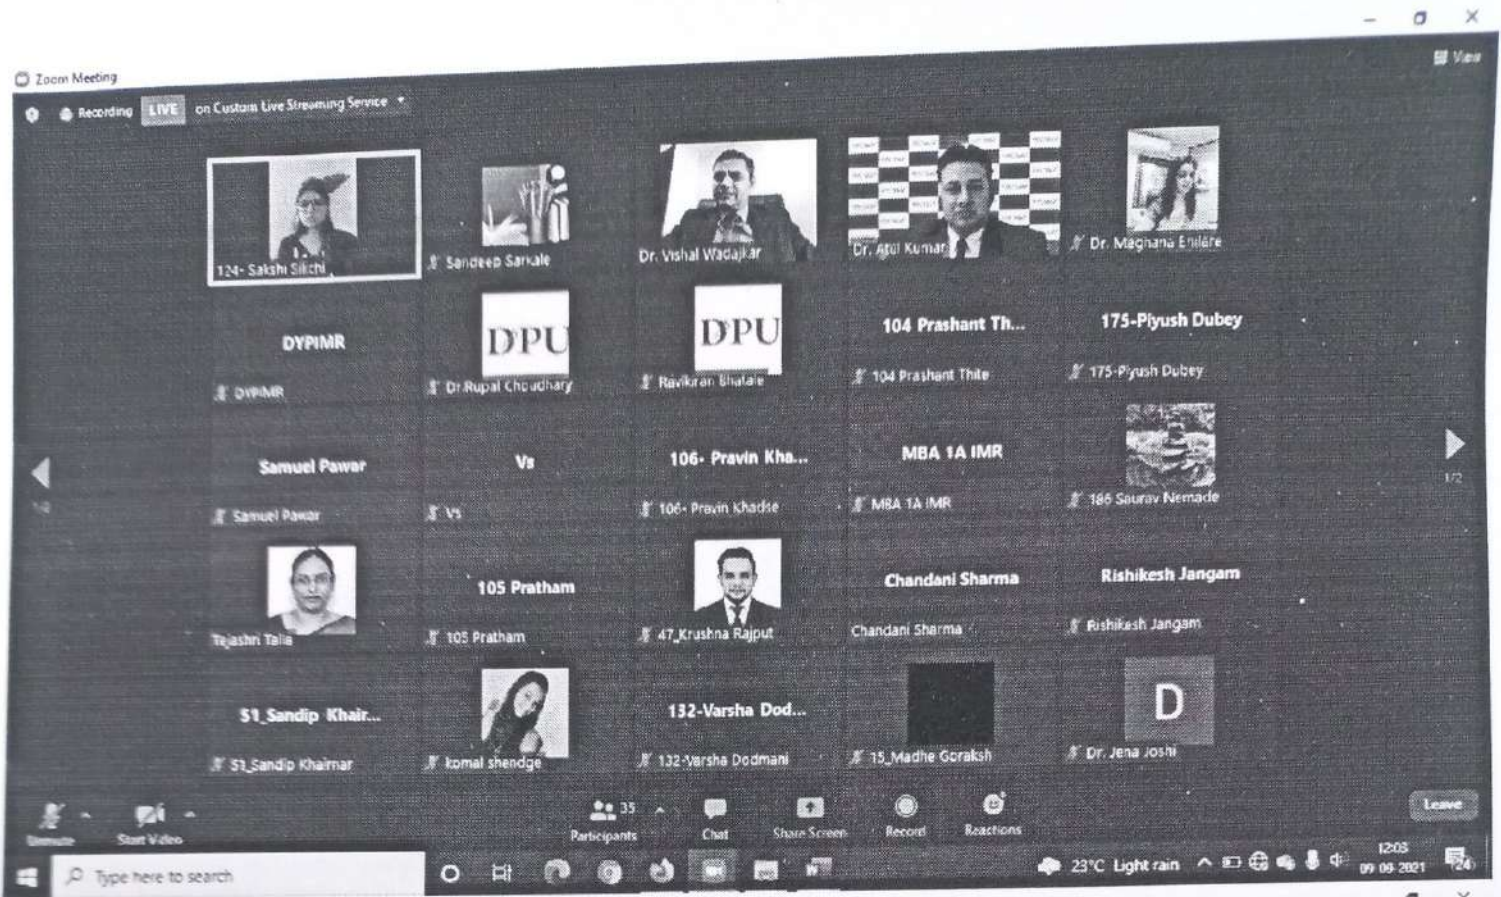 Zoom Meeting
View
Recording LIVE on Custom Live Streaming Service
124- Sakshi Sikchi
Sandeep Sarkale
Dr. Vishal Wadajkar
Dr. Atul Kumar
Dr. Meghana Bhilare
DYPIMR
DPU
DPU
104 Prashant Th...
175-Piyush Dubey
DYPIMR
Dr.Rupal Choudhary
Ravikiran Bhatale
104 Prashant Thite
175-Piyush Dubey
Samuel Pawar
Vs
106- Pravin Kha...
MBA 1A IMR
Samuel Pawar
Vs
106- Pravin Khadse
MBA 1A IMR
186 Saurav Nemade
1/2
1/2
105 Pratham
Chandani Sharma
Rishikesh Jangam
Tejashri Talla
105 Pratham
47_Krushna Rajput
Chandani Sharma
Rishikesh Jangam
51_Sandip Khair...
132-Varsha Dod...
D
51_Sandip Khairnar
komal shendge
132-Varsha Dodmani
15_Madhe Goraksh
Dr. Jena Joshi
Unmute
Start Video
35
Participants
Chat
Share Screen
Record
Reactions
Leave
Type here to search
23°C Light rain
12:03
09-09-2021
24